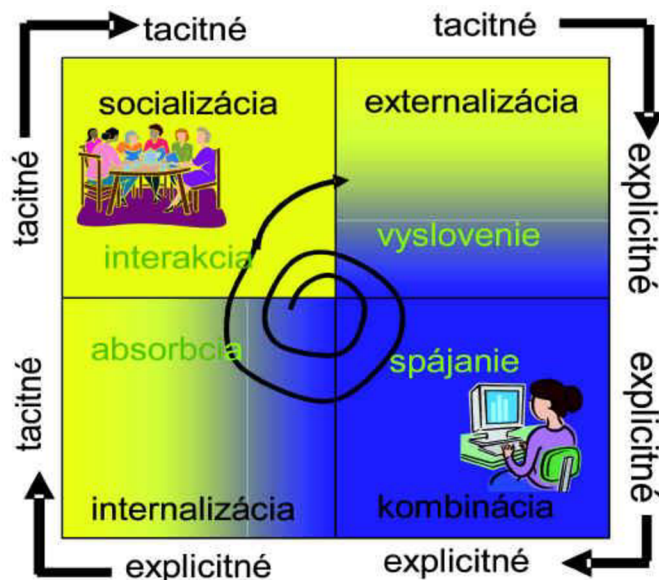 tacitné
tacitné
socializácia
externalizácia
tacitné
explicitné
interakcia
vyslovenie
absorbcia
spájanie
tacitné
explicitné
internalizácia
kombinácia
explicitné
explicitné